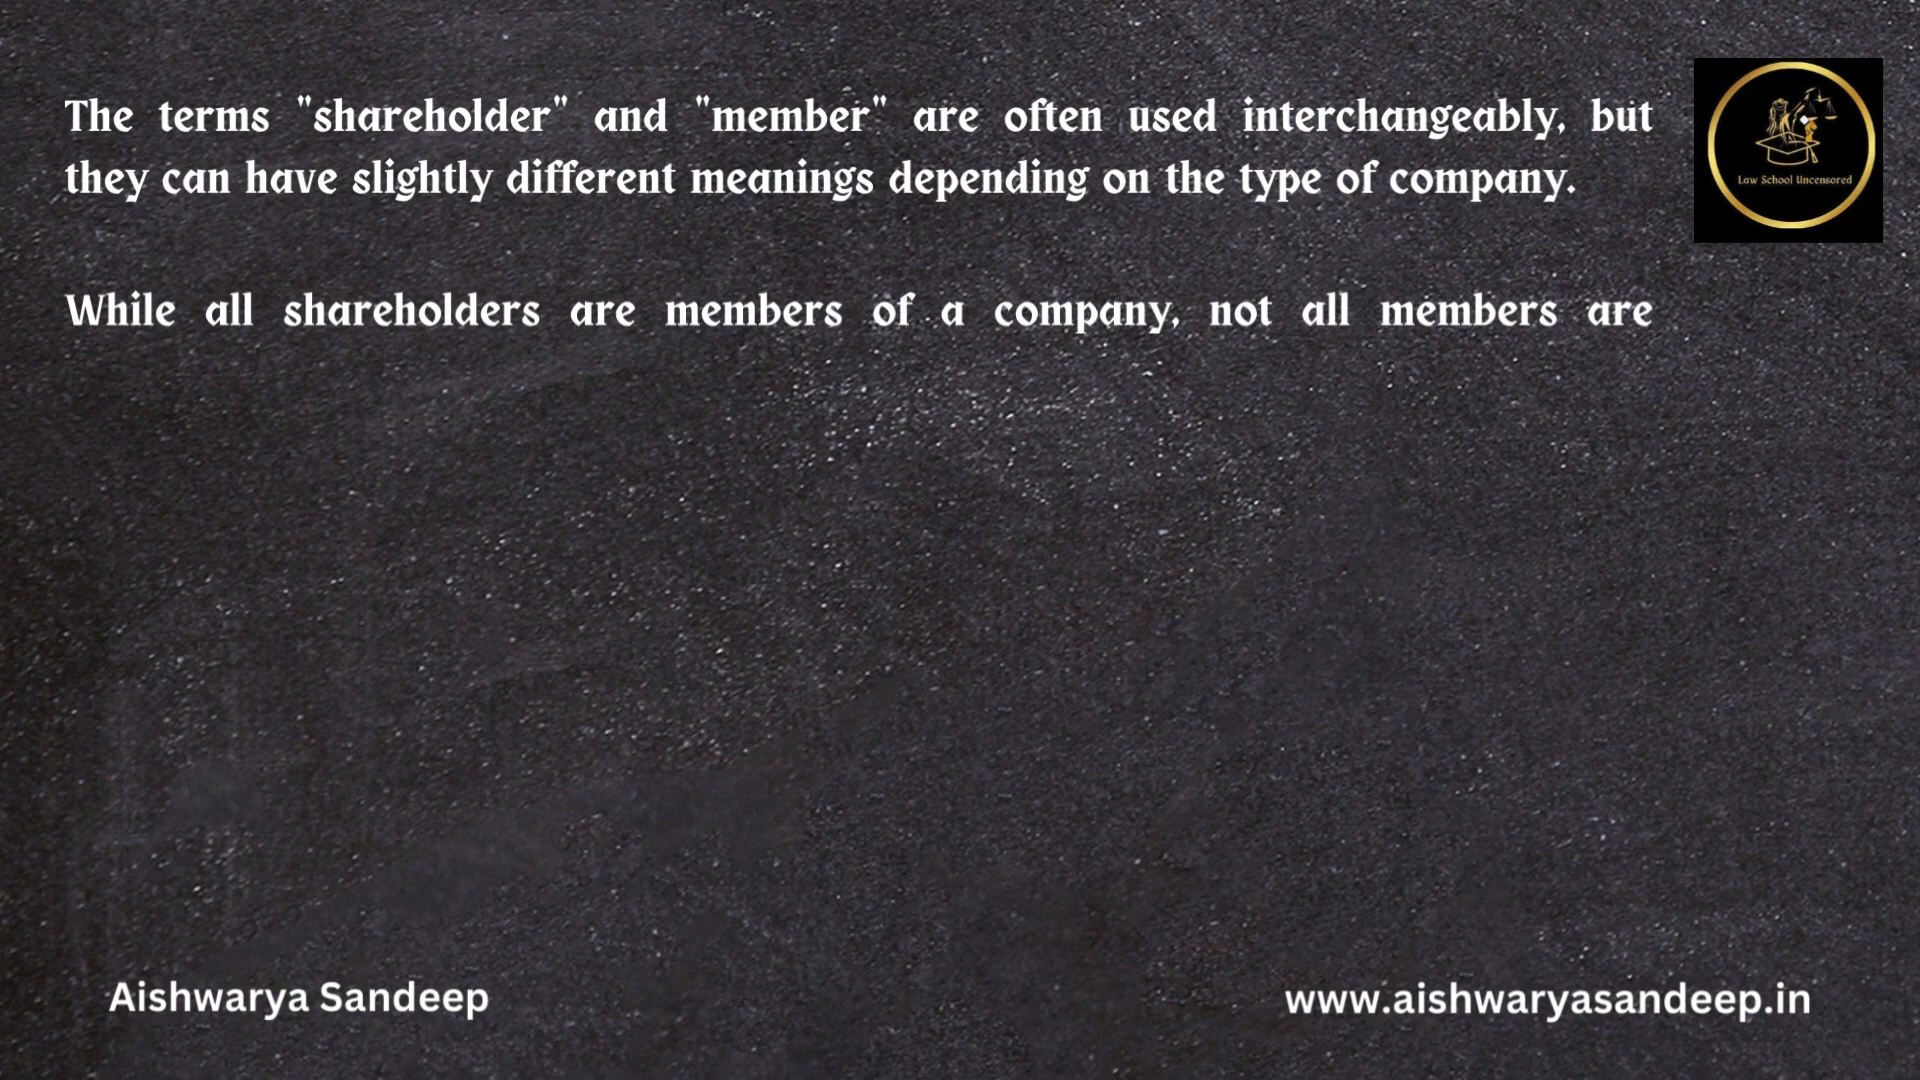 The terms "shareholder" and "member" are often used interchangeably, but
they can have slightly different meanings depending on the type of company.
While all shareholders are members of a company, not all members are
Law School Uncensored
Aishwarya Sandeep
www.aishwaryasandeep.in